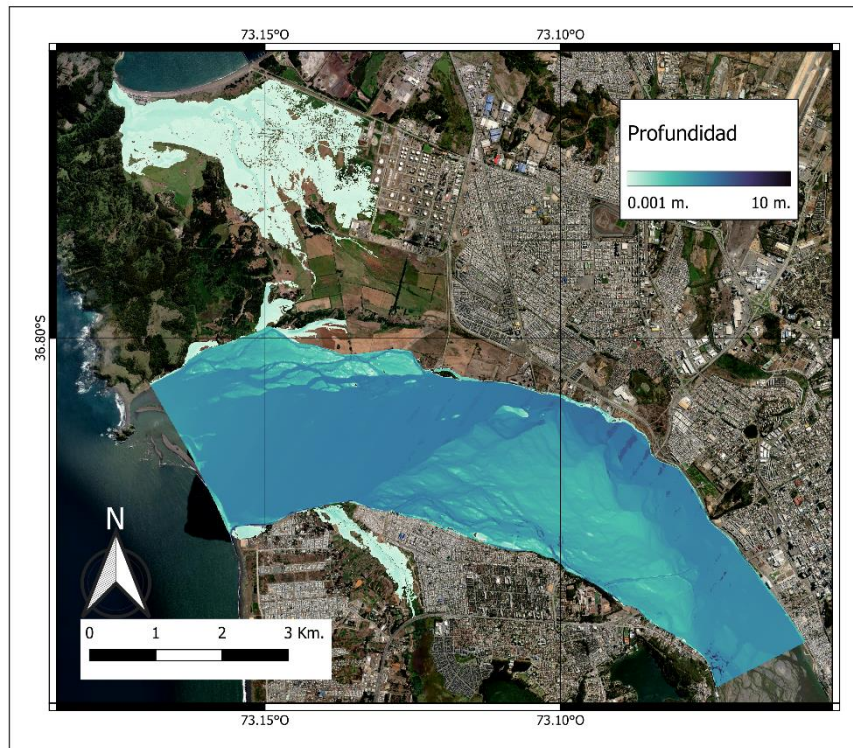 73.15°O 73.10°O
Profundidad
0.001 m. 10 m.
36.80°S
N
0 1 2 3 Km.
73.15°O 73.10°O